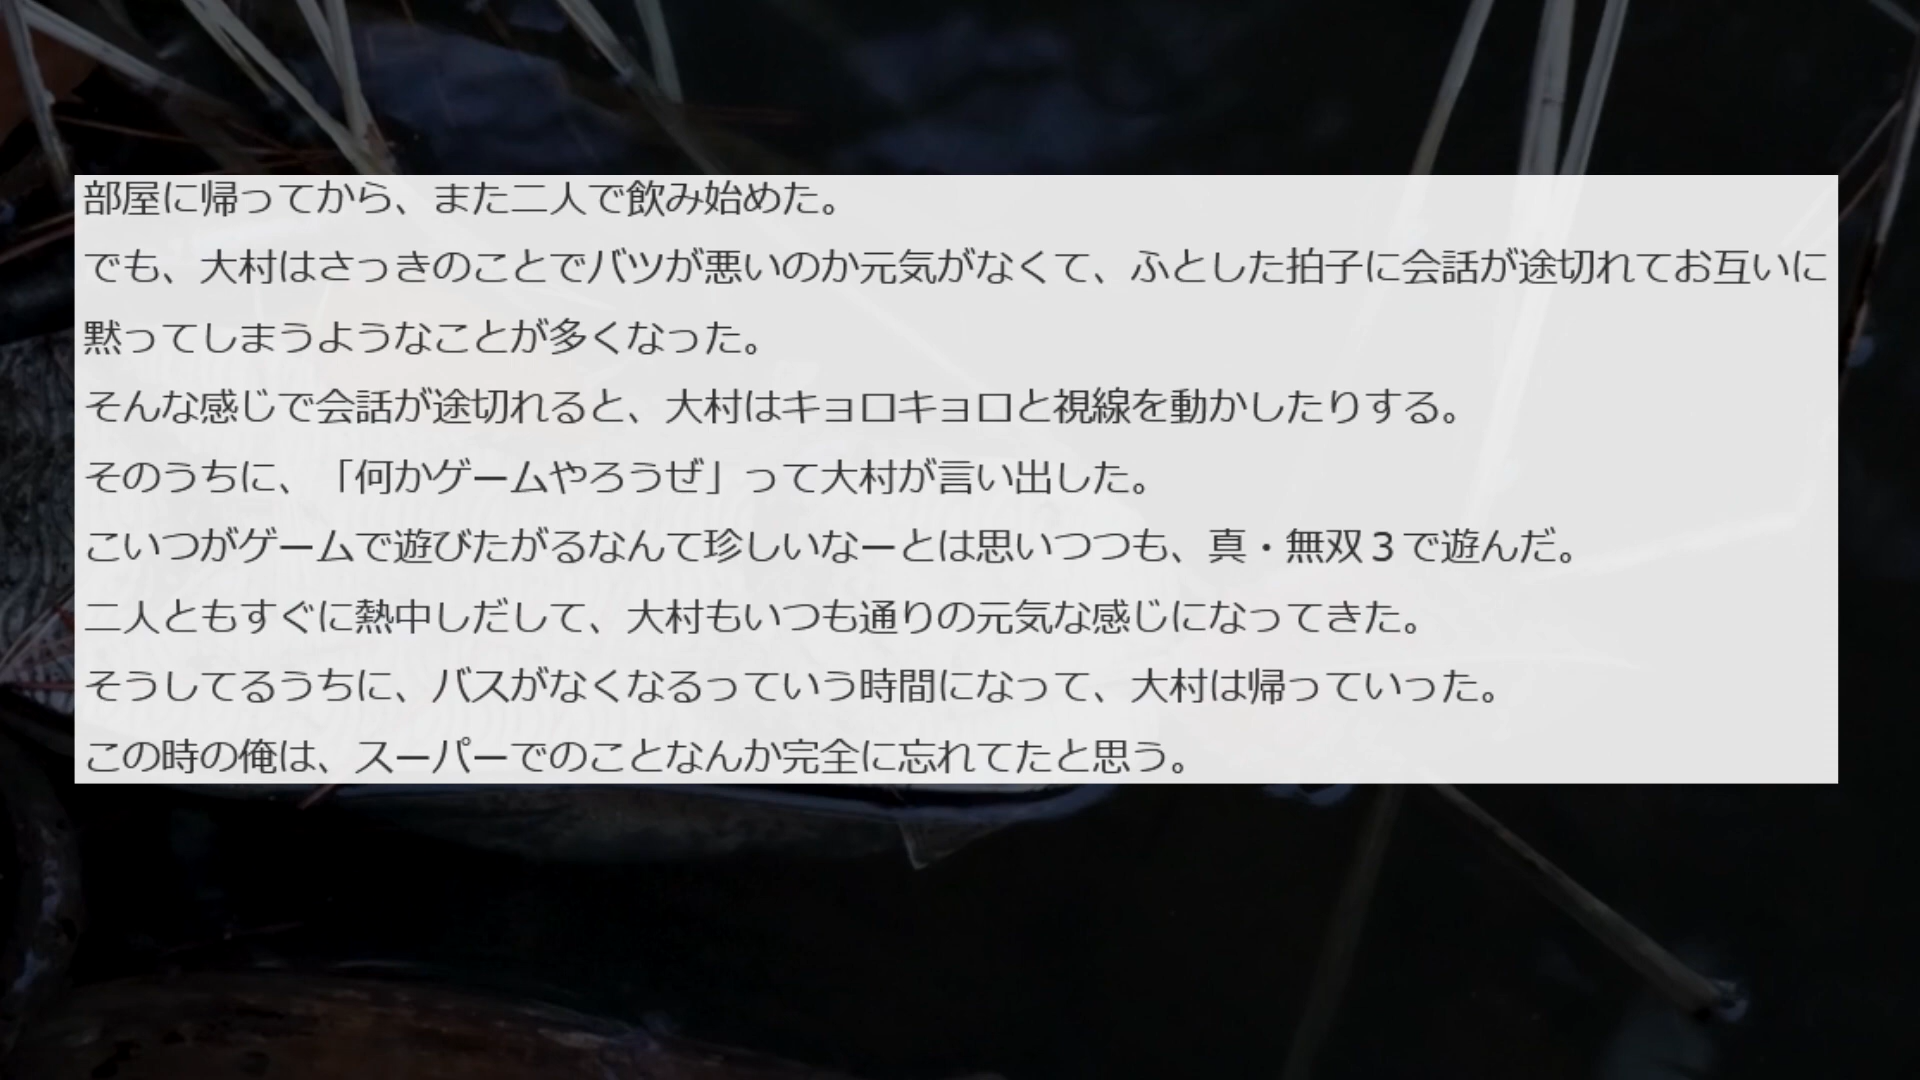 部屋に帰ってから、また二人で飲み始めた。
でも、大村はさっきのことでバツが悪いのか元気がなくて、ふとした拍子に会話が途切れてお互いに
黙ってしまうようなことが多くなった。
そんな感じで会話が途切れると、大村はキョロキョロと視線を動かしたりする。
そのうちに、「何かゲームやろうぜ」って大村が言い出した。
こいつがゲームで遊びたがるなんて珍しいなーとは思いつつも、真・無双３で遊んだ。
二人ともすぐに熱中しだして、大村もいつも通りの元気な感じになってきた。
そうしてるうちに、バスがなくなるっていう時間になって、大村は帰っていった。
この時の俺は、スーパーでのことなんか完全に忘れてたと思う。